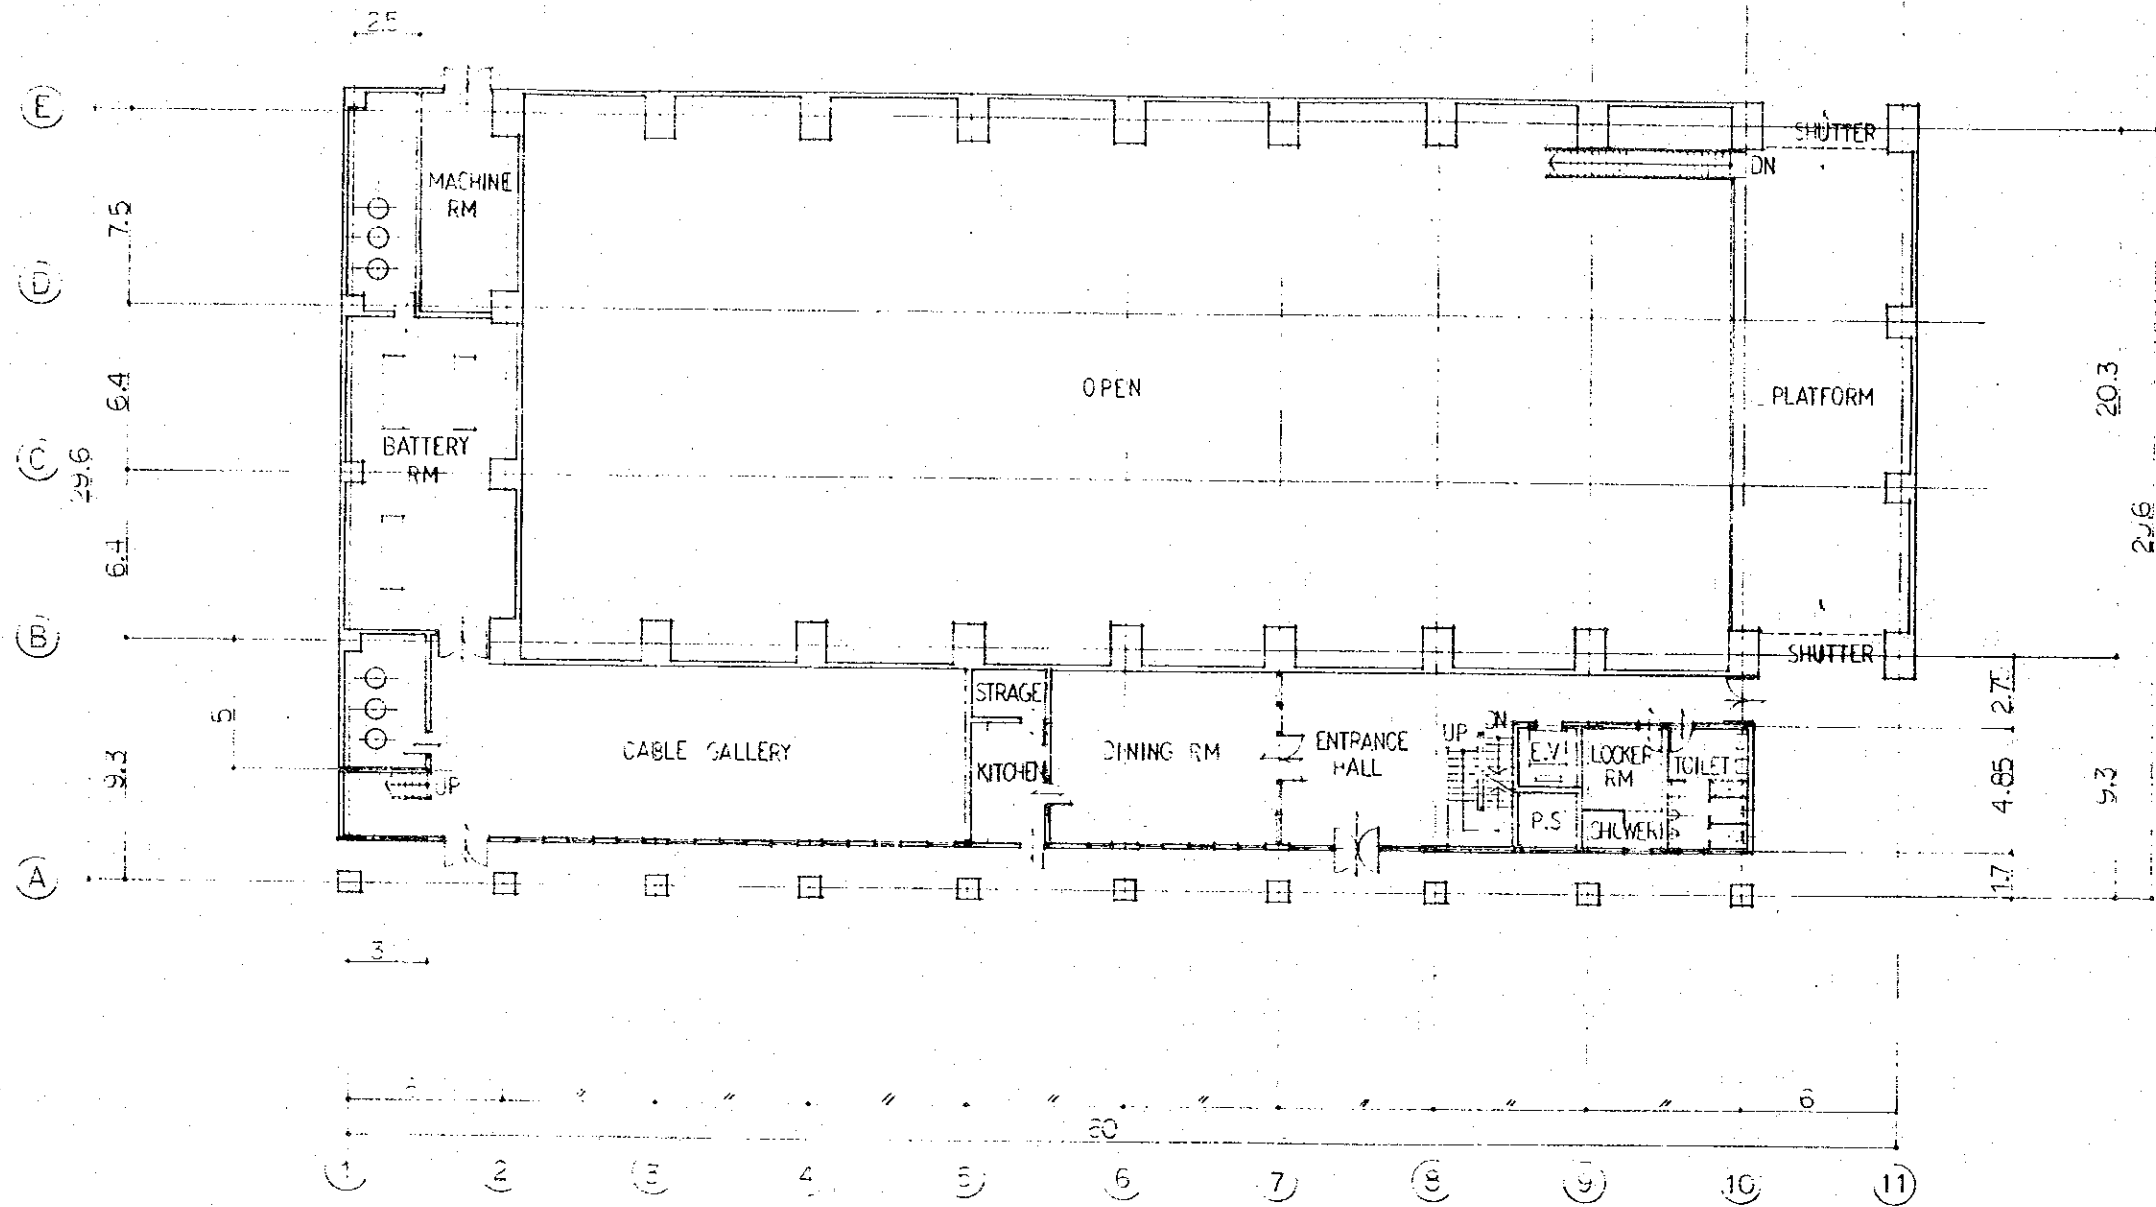 2.5
E
MACHINE
RM
SHUTTER
DN
7.5
D
6.4
OPEN
PLATFORM
20.3
BATTERY
RM
C
29.6
6.4
B
SHUTTER
STRAGE
2.7
5
CABLE GALLERY
DINING RM
ENTRANCE
HALL
UP
DN
E.V
LOCKER
RM
TOILET
KITCHEN
9.3
UP
4.85
9.3
P.S
SHOWER
A
1.7
3
〃 〃 〃 〃 〃 〃 〃 〃 6
60
1 2 3 4 5 6 7 8 9 10 11